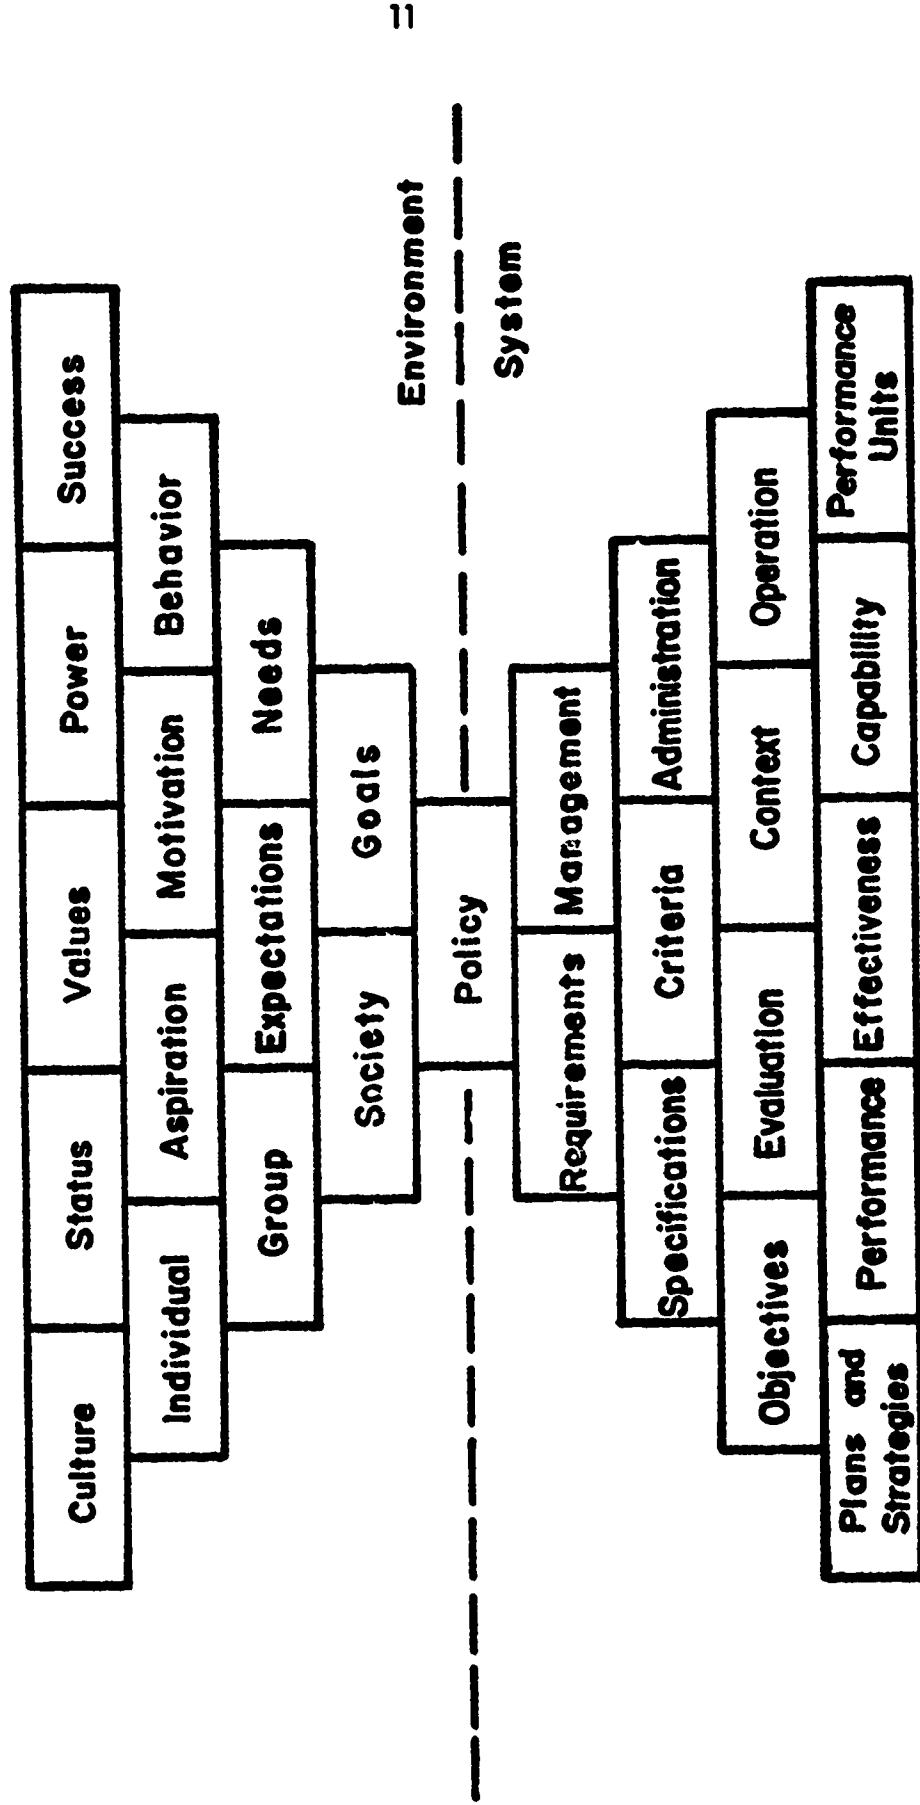 11
Culture Status Values Power Success
Individual Aspiration Motivation Behavior
Group Expectations Needs
Society Goals
Environment
Policy
System
Requirements Management
Specifications Criteria Administration
Objectives Evaluation Context Operation
Plans and Strategies Performance Effectiveness Capability Performance Units